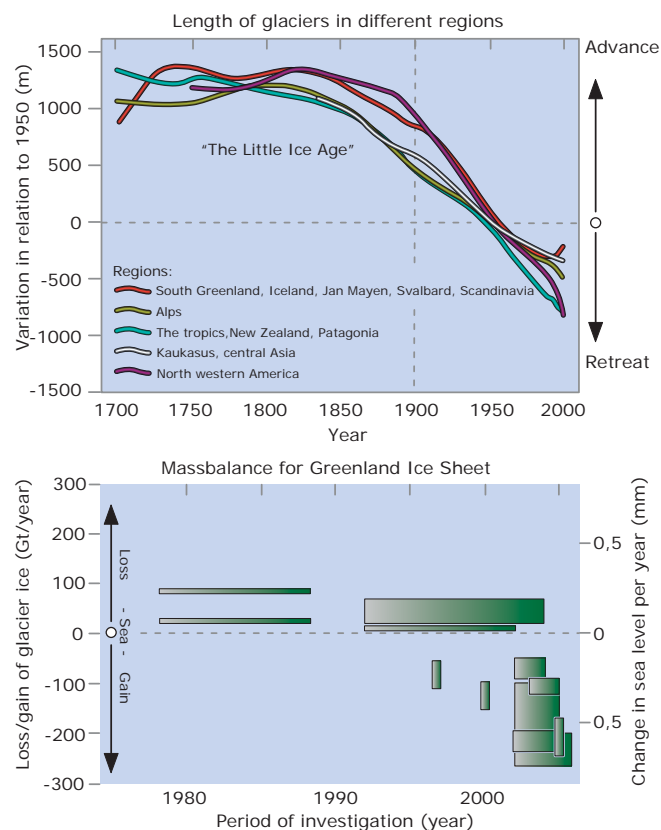 Length of glaciers in different regions
Variation in relation to 1950 (m)
1500
1000
500
0
-500
-1000
-1500
"The Little Ice Age"
Regions:
South Greenland, Iceland, Jan Mayen, Svalbard, Scandinavia
Alps
The tropics,New Zealand, Patagonia
Kaukasus, central Asia
North western America
1700 1750 1800 1850 1900 1950 2000
Year
Advance
Retreat
Massbalance for Greenland Ice Sheet
Loss/gain of glacier ice (Gt/year)
300
200
100
0
-100
-200
-300
Loss - Sea - Gain
0,5
0
0,5
Change in sea level per year (mm)
1980 1990 2000
Period of investigation (year)